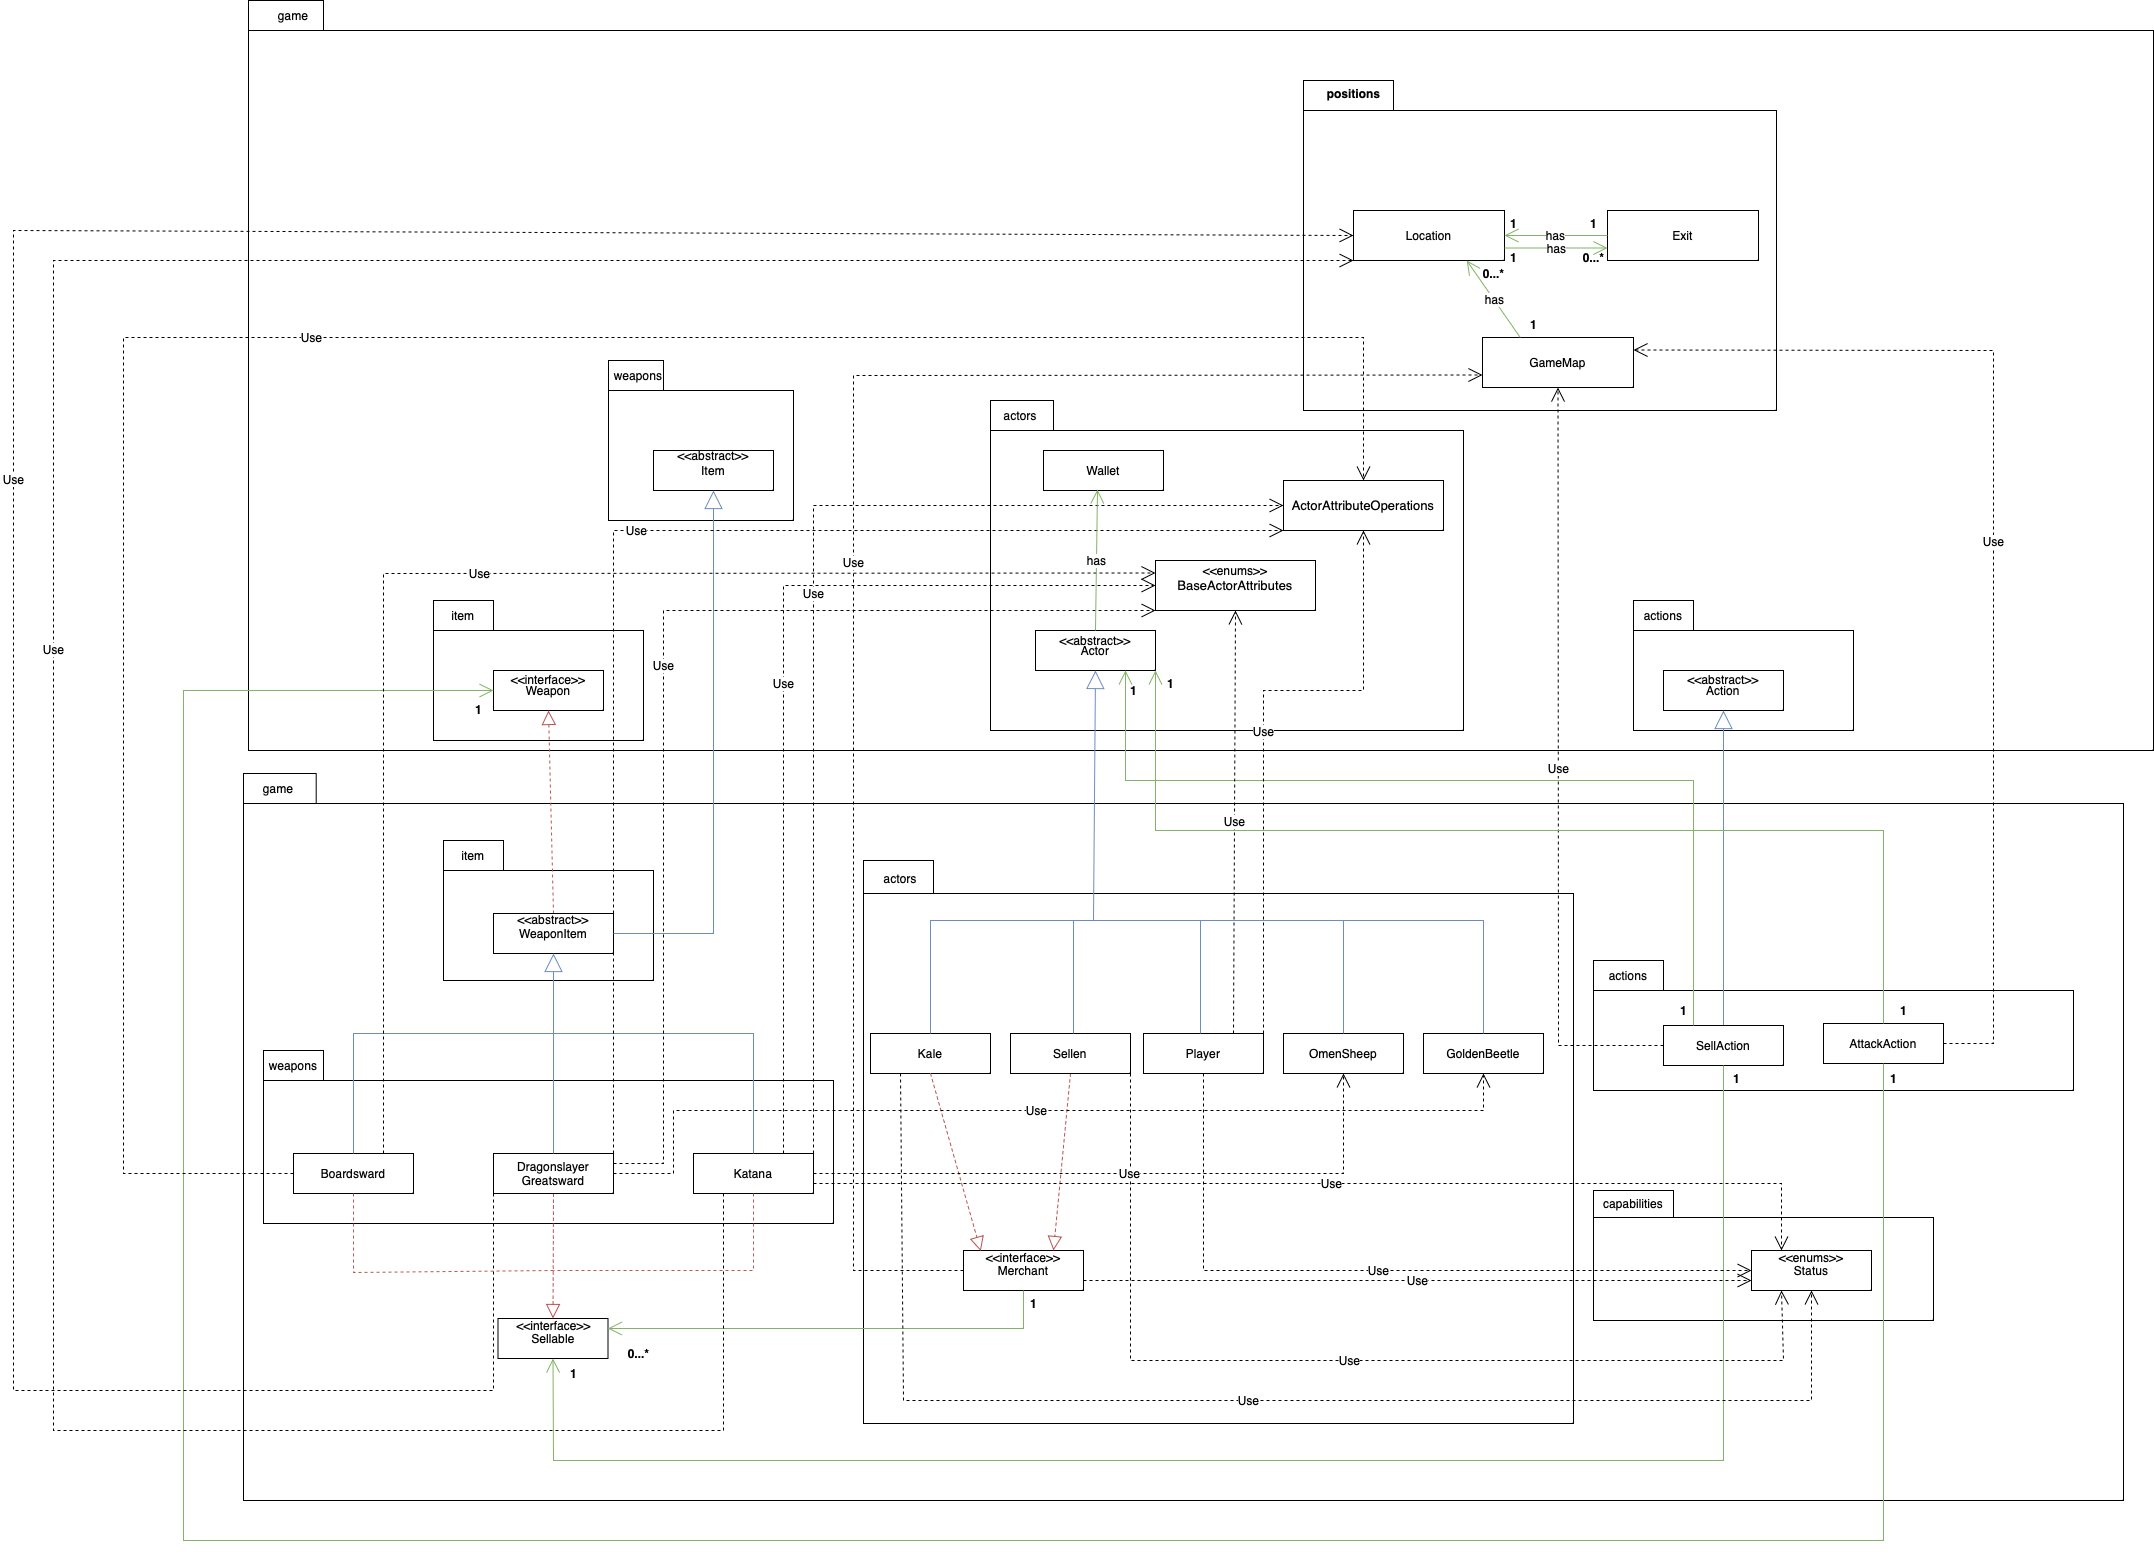 game
positions
Location
1
has
has
1
1
0...*
Exit
0...*
has
1
GameMap
Use
weapons
<<abstract>>
Item
actors
Wallet
ActorAttributeOperations
Use
Use
Use
Use
has
<<enums>>
BaseActorAttributes
Use
Use
Use
item
<<interface>>
Weapon
1
<<abstract>>
Actor
1
1
Use
Use
Use
actions
<<abstract>>
Action
Use
Use
game
Use
item
<<abstract>>
WeaponItem
actors
actions
1
1
Kale
Sellen
Player
OmenSheep
GoldenBeetle
SellAction
AttackAction
1
1
weapons
Use
Boardsward
Dragonslayer
Greatsward
Katana
Use
Use
capabilities
<<interface>>
Merchant
<<enums>>
Status
Use
Use
1
<<interface>>
Sellable
0...*
1
Use
Use